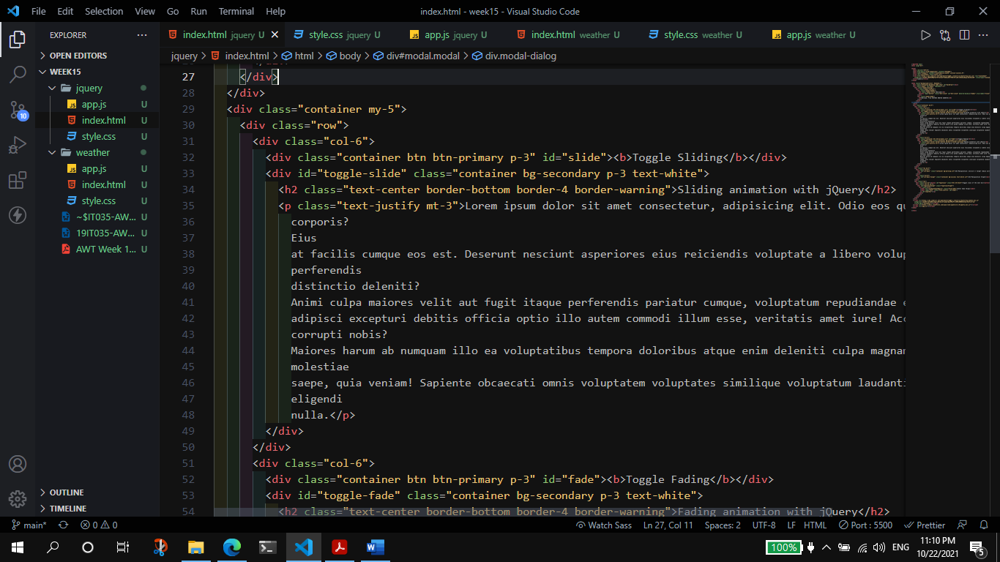 File Edit Selection View Go Run Terminal Help index.html - week15 - Visual Studio Code
EXPLORER
OPEN EDITORS
WEEK15
jquery
app.js U
index.html U
style.css U
weather
app.js U
index.html U
style.css U
~$IT035-AW... U
19IT035-AW... U
AWT Week 1... U
OUTLINE
TIMELINE
10
index.html jquery U style.css jquery U app.js jquery U index.html weather U style.css weather U app.js weather U
jquery > index.html > html > body > div#modal.modal > div.modal-dialog
27 </div>
28 </div>
29 <div class="container my-5">
30 <div class="row">
31 <div class="col-6">
32 <div class="container btn btn-primary p-3" id="slide"><b>Toggle Sliding</b></div>
33 <div id="toggle-slide" class="container bg-secondary p-3 text-white">
34 <h2 class="text-center border-bottom border-4 border-warning">Sliding animation with jQuery</h2>
35 <p class="text-justify mt-3">Lorem ipsum dolor sit amet consectetur, adipisicing elit. Odio eos qu
36 corporis?
37 Eius
38 at facilis cumque eos est. Deserunt nesciunt asperiores eius reiciendis voluptate a libero volup
39 perferendis
40 distinctio deleniti?
41 Animi culpa maiores velit aut fugit itaque perferendis pariatur cumque, voluptatum repudiandae e
42 adipisci excepturi debitis officia optio illo autem commodi illum esse, veritatis amet iure! Acc
43 corrupti nobis?
44 Maiores harum ab numquam illo ea voluptatibus tempora doloribus atque enim deleniti culpa magnam
45 molestiae
46 saepe, quia veniam! Sapiente obcaecati omnis voluptatem voluptates similique voluptatum laudanti
47 eligendi
48 nulla.</p>
49 </div>
50 </div>
51 <div class="col-6">
52 <div class="container btn btn-primary p-3" id="fade"><b>Toggle Fading</b></div>
53 <div id="toggle-fade" class="container bg-secondary p-3 text-white">
54 <h2 class="text-center border-bottom border-4 border-warning">Fading animation with jQuery</h2>
main* 0 0 Watch Sass Ln 27, Col 11 Spaces: 2 UTF-8 LF HTML Port : 5500 Prettier
100% ENG 11:10 PM
10/22/2021 5